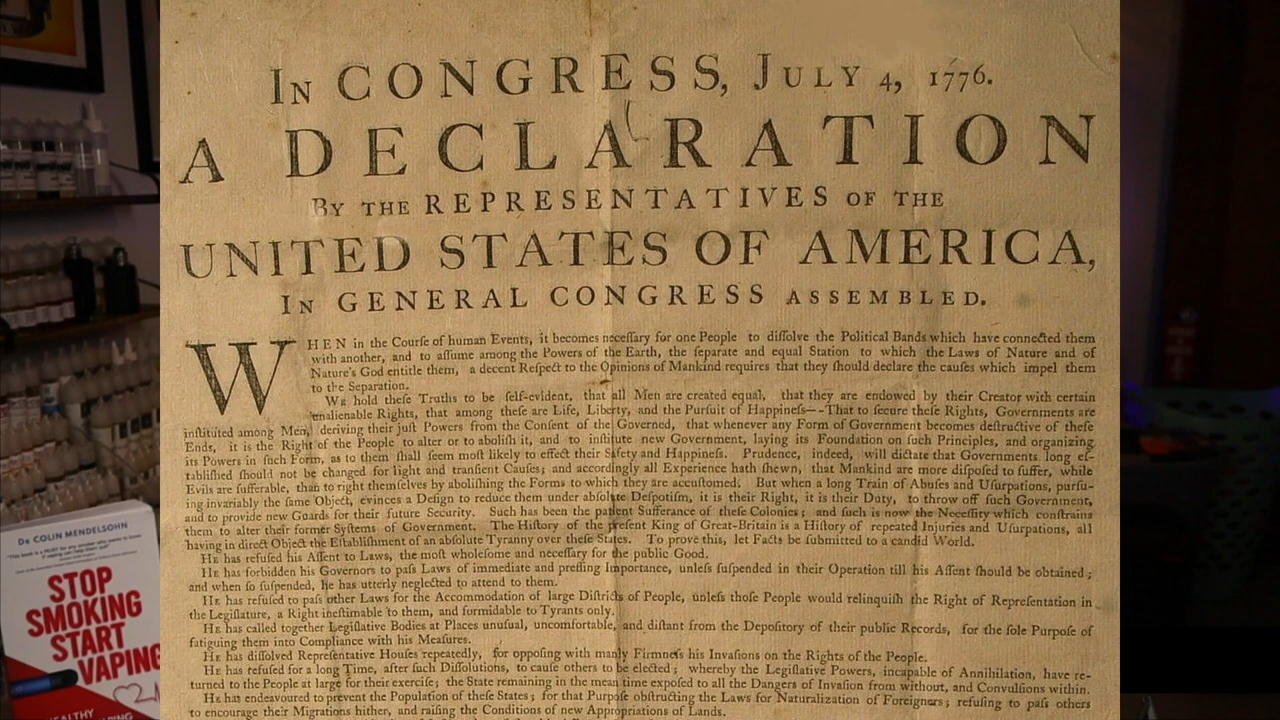 IN CONGRESS, JULY 4, 1776.
A DECLARATION
BY THE REPRESENTATIVES OF THE
UNITED STATES OF AMERICA,
IN GENERAL CONGRESS ASSEMBLED.
WHEN in the Courſe of human Events, it becomes neceſſary for one People to diſſolve the Political Bands which have connected them
with another, and to aſſume among the Powers of the Earth, the ſeparate and equal Station to which the Laws of Nature and of
Nature's God entitle them, a decent Reſpect to the Opinions of Mankind requires that they ſhould declare the cauſes which impel them
to the Separation.
WE hold theſe Truths to be ſelf-evident, that all Men are created equal, that they are endowed by their Creator with certain
unalienable Rights, that among theſe are Life, Liberty, and the Purſuit of Happineſs—-That to ſecure theſe Rights, Governments are
inſtituted among Men, deriving their juſt Powers from the Conſent of the Governed, that whenever any Form of Government becomes deſtructive of theſe
Ends, it is the Right of the People to alter or to aboliſh it, and to inſtitute new Government, laying its Foundation on ſuch Principles, and organizing
its Powers in ſuch Form, as to them ſhall ſeem moſt likely to effect their Safety and Happineſs. Prudence, indeed, will dictate that Governments long eſ-
tabliſhed ſhould not be changed for light and tranſient Cauſes; and accordingly all Experience hath ſhewn, that Mankind are more diſpoſed to ſuffer, while
Evils are ſufferable, than to right themſelves by aboliſhing the Forms to which they are accuſtomed. But when a long Train of Abuſes and Uſurpations, purſu-
ing invariably the ſame Object, evinces a Deſign to reduce them under abſolute Deſpotiſm, it is their Right, it is their Duty, to throw off ſuch Government,
and to provide new Guards for their future Security. Such has been the patient Sufferance of theſe Colonies; and ſuch is now the Neceſſity which conſtrains
them to alter their former Syſtems of Government. The Hiſtory of the preſent King of Great-Britain is a Hiſtory of repeated Injuries and Uſurpations, all
having in direct Object the Eſtabliſhment of an abſolute Tyranny over theſe States. To prove this, let Facts be ſubmitted to a candid World.
HE has refuſed his Aſſent to Laws, the moſt wholeſome and neceſſary for the public Good.
HE has forbidden his Governors to paſs Laws of immediate and preſſing Importance, unleſs ſuſpended in their Operation till his Aſſent ſhould be obtained;
and when ſo ſuſpended, he has utterly neglected to attend to them.
HE has refuſed to paſs other Laws for the Accommodation of large Diſtricts of People, unleſs thoſe People would relinquiſh the Right of Repreſentation in
the Legiſlature, a Right ineſtimable to them, and formidable to Tyrants only.
HE has called together Legiſlative Bodies at Places unuſual, uncomfortable, and diſtant from the Depoſitory of their public Records, for the ſole Purpoſe of
fatiguing them into Compliance with his Meaſures.
HE has diſſolved Repreſentative Houſes repeatedly, for oppoſing with manly Firmneſs his Invaſions on the Rights of the People.
HE has refuſed for a long Time, after ſuch Diſſolutions, to cauſe others to be elected; whereby the Legiſlative Powers, incapable of Annihilation, have re-
turned to the People at large for their exerciſe; the State remaining in the mean time expoſed to all the Dangers of Invaſion from without, and Convulſions within.
HE has endeavoured to prevent the Population of theſe States; for that Purpoſe obſtructing the Laws for Naturalization of Foreigners; refuſing to paſs others
to encourage their Migrations hither, and raiſing the Conditions of new Appropriations of Lands.
DR COLIN MENDELSOHN
STOP
SMOKING
START
VAPING